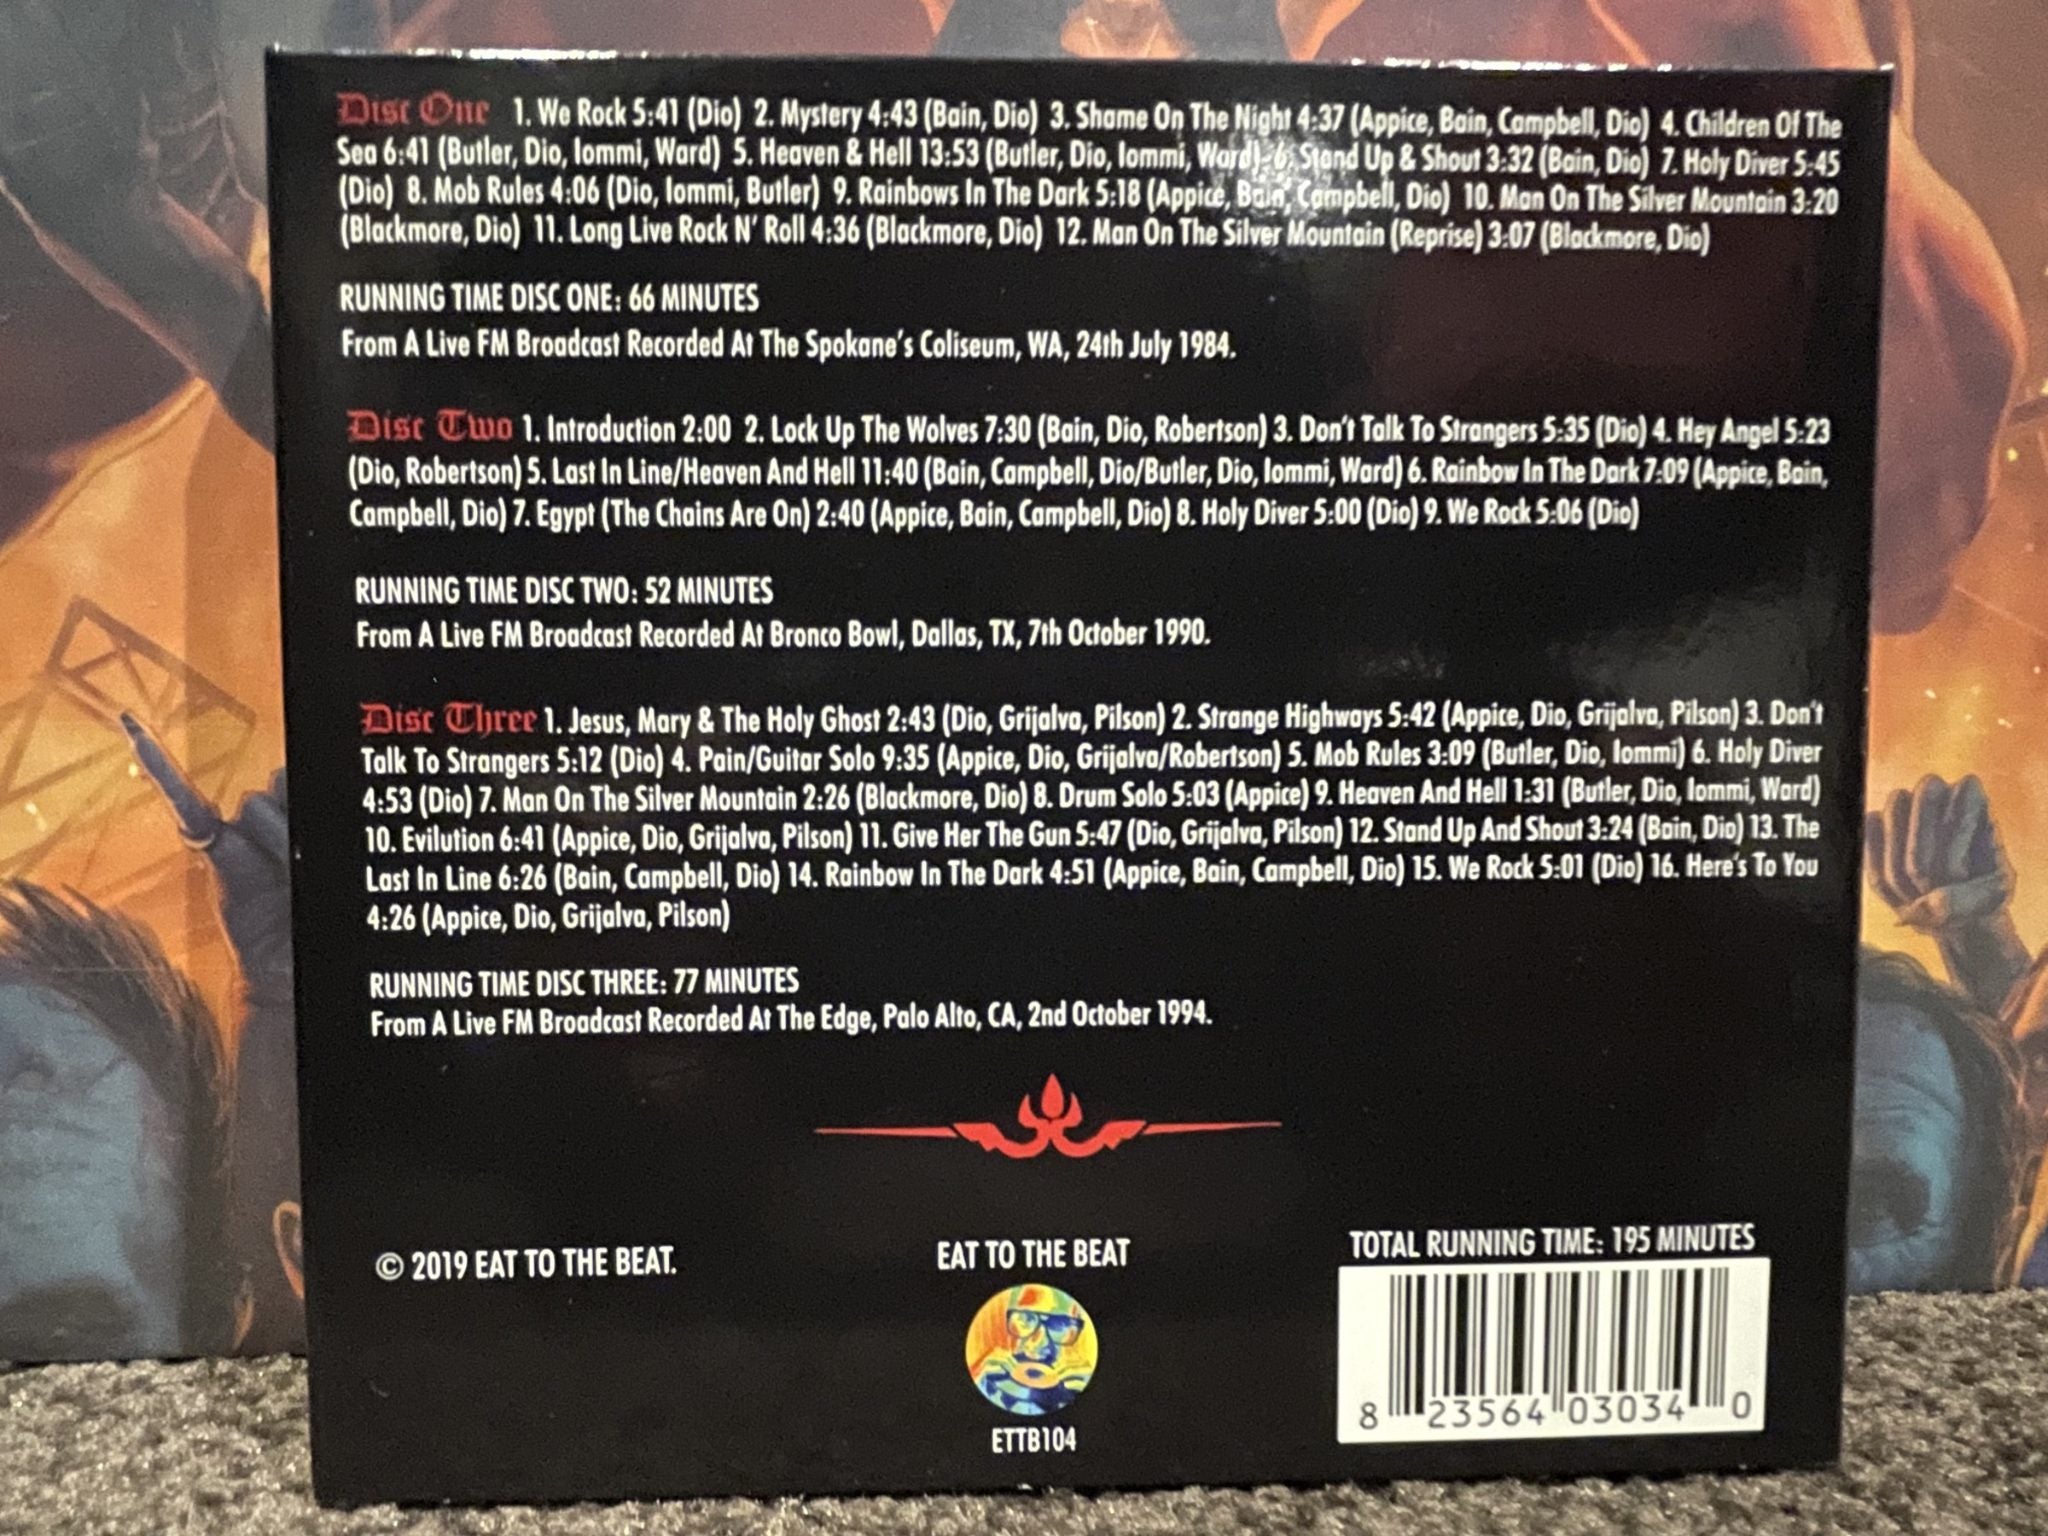 Disc One 1. We Rock 5:41 (Dio) 2. Mystery 4:43 (Bain, Dio) 3. Shame On The Night 4:37 (Appice, Bain, Campbell, Dio) 4. Children Of The
Sea 6:41 (Butler, Dio, Iommi, Ward) 5. Heaven & Hell 13:53 (Butler, Dio, Iommi, Ward) 6. Stand Up & Shout 3:32 (Bain, Dio) 7. Holy Diver 5:45
(Dio) 8. Mob Rules 4:06 (Dio, Iommi, Butler) 9. Rainbows In The Dark 5:18 (Appice, Bain, Campbell, Dio) 10. Man On The Silver Mountain 3:20
(Blackmore, Dio) 11. Long Live Rock N' Roll 4:36 (Blackmore, Dio) 12. Man On The Silver Mountain (Reprise) 3:07 (Blackmore, Dio)
RUNNING TIME DISC ONE: 66 MINUTES
From A Live FM Broadcast Recorded At The Spokane's Coliseum, WA, 24th July 1984.
Disc Two 1. Introduction 2:00 2. Lock Up The Wolves 7:30 (Bain, Dio, Robertson) 3. Don't Talk To Strangers 5:35 (Dio) 4. Hey Angel 5:23
(Dio, Robertson) 5. Last In Line/Heaven And Hell 11:40 (Bain, Campbell, Dio/Butler, Dio, Iommi, Ward) 6. Rainbow In The Dark 7:09 (Appice, Bain,
Campbell, Dio) 7. Egypt (The Chains Are On) 2:40 (Appice, Bain, Campbell, Dio) 8. Holy Diver 5:00 (Dio) 9. We Rock 5:06 (Dio)
RUNNING TIME DISC TWO: 52 MINUTES
From A Live FM Broadcast Recorded At Bronco Bowl, Dallas, TX, 7th October 1990.
Disc Three 1. Jesus, Mary & The Holy Ghost 2:43 (Dio, Grijalva, Pilson) 2. Strange Highways 5:42 (Appice, Dio, Grijalva, Pilson) 3. Don't
Talk To Strangers 5:12 (Dio) 4. Pain/Guitar Solo 9:35 (Appice, Dio, Grijalva/Robertson) 5. Mob Rules 3:09 (Butler, Dio, Iommi) 6. Holy Diver
4:53 (Dio) 7. Man On The Silver Mountain 2:26 (Blackmore, Dio) 8. Drum Solo 5:03 (Appice) 9. Heaven And Hell 1:31 (Butler, Dio, Iommi, Ward)
10. Evilution 6:41 (Appice, Dio, Grijalva, Pilson) 11. Give Her The Gun 5:47 (Dio, Grijalva, Pilson) 12. Stand Up And Shout 3:24 (Bain, Dio) 13. The
Last In Line 6:26 (Bain, Campbell, Dio) 14. Rainbow In The Dark 4:51 (Appice, Bain, Campbell, Dio) 15. We Rock 5:01 (Dio) 16. Here's To You
4:26 (Appice, Dio, Grijalva, Pilson)
RUNNING TIME DISC THREE: 77 MINUTES
From A Live FM Broadcast Recorded At The Edge, Palo Alto, CA, 2nd October 1994.
© 2019 EAT TO THE BEAT.
EAT TO THE BEAT
ETTB104
TOTAL RUNNING TIME: 195 MINUTES
8 23564 03034 0